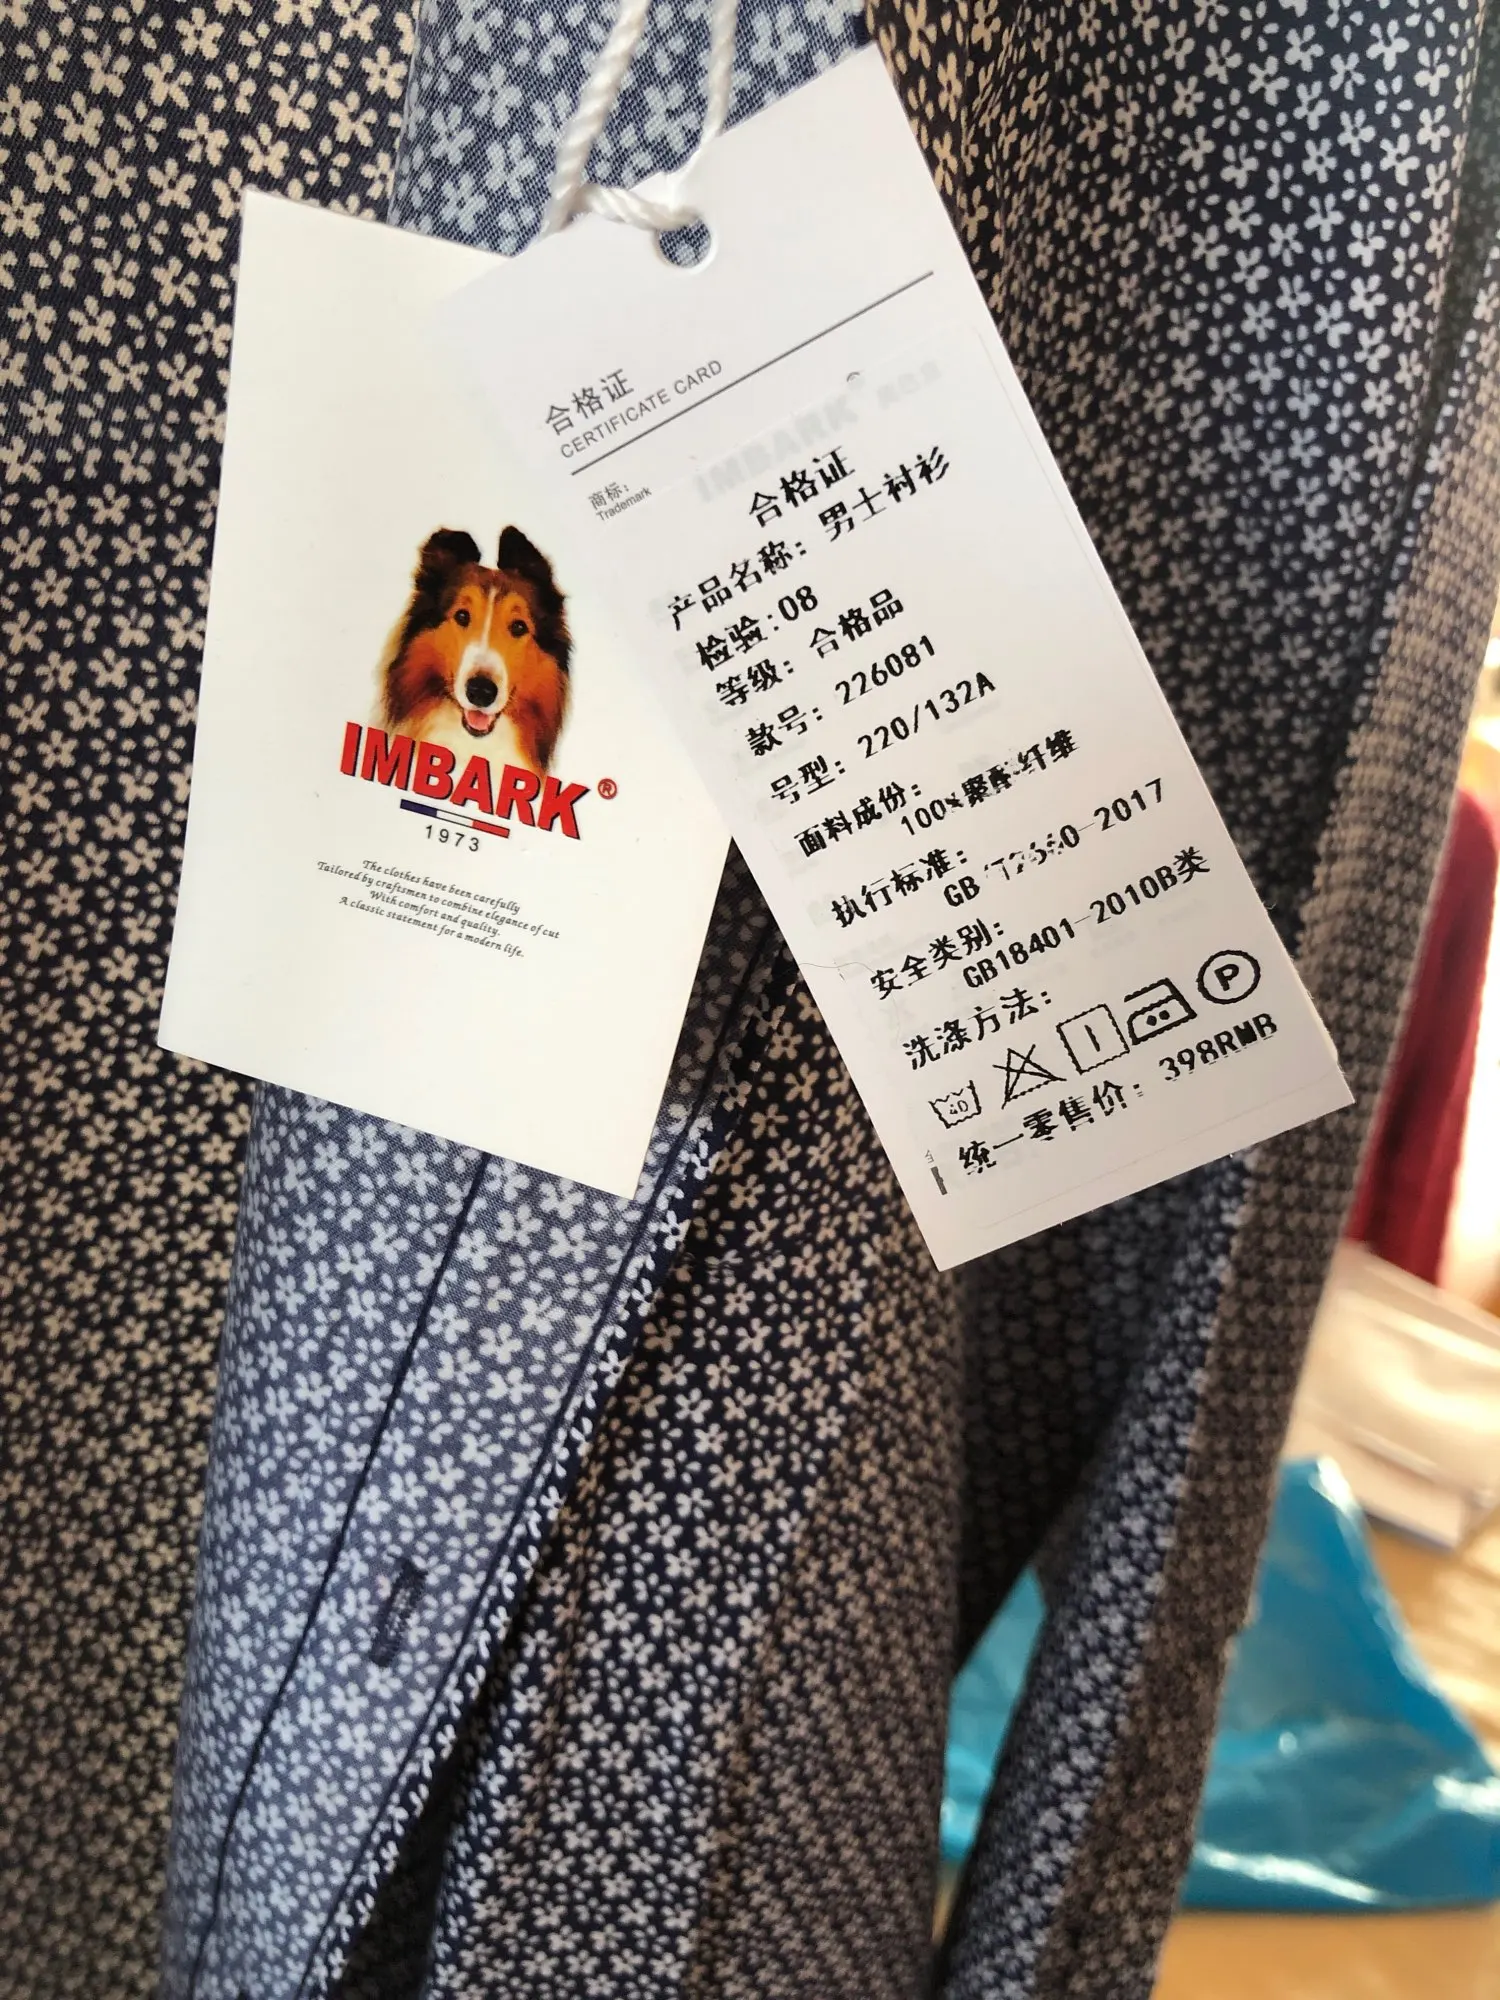 IMBARK®
1973
The clothes have been carefully
Tailored by craftsmen to combine elegance of cut
With comfort and quality.
A classic statement for a modern life.
合格证
CERTIFICATE CARD
商标：
Trademark
IMBARK®
合格证
产品名称：男士衬衫
检验:08
等级：合格品
款号：226081
号型：220/132A
面料成份：
100%聚酯纤维
执行标准：
GB/T2660-2017
安全类别：
GB18401-2010B类
洗涤方法：
40
P
统一零售价：398RMB